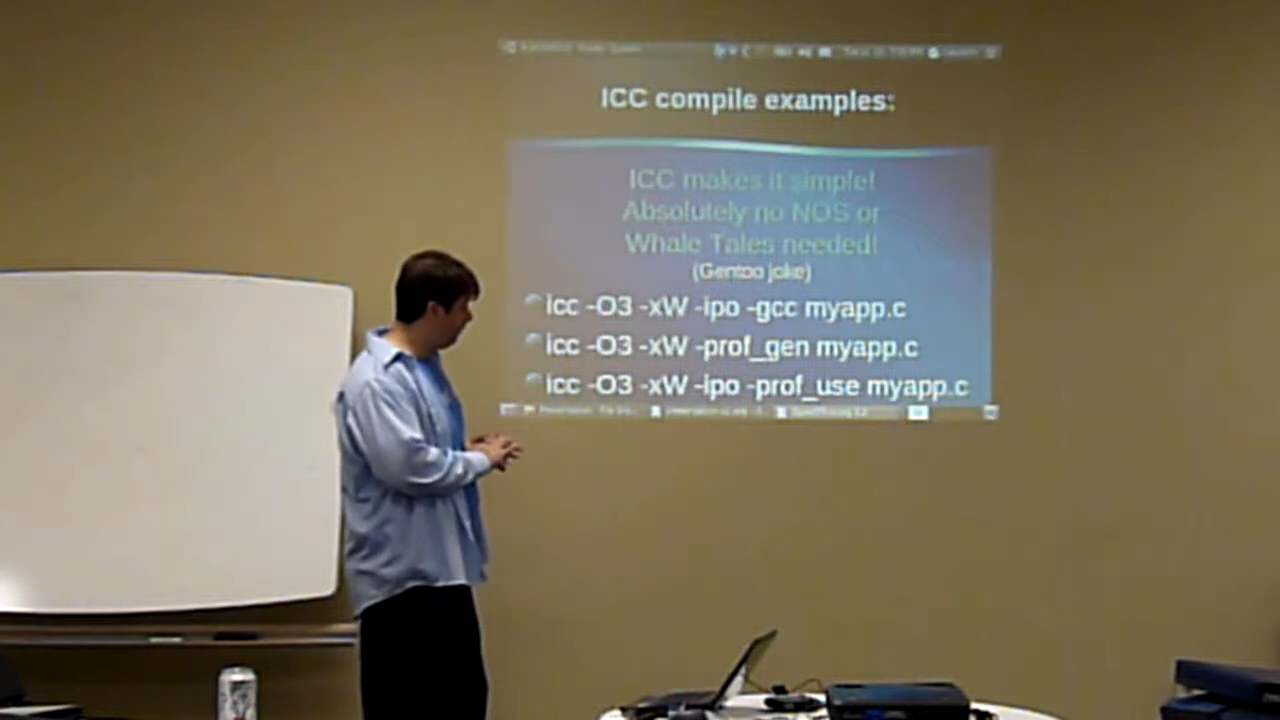 ICC compile examples:
ICC makes it simple!
Absolutely no NOS or
Whale Tales needed!
(Gentoo joke)
icc -O3 -xW -ipo -gcc myapp.c
icc -O3 -xW -prof_gen myapp.c
icc -O3 -xW -ipo -prof_use myapp.c